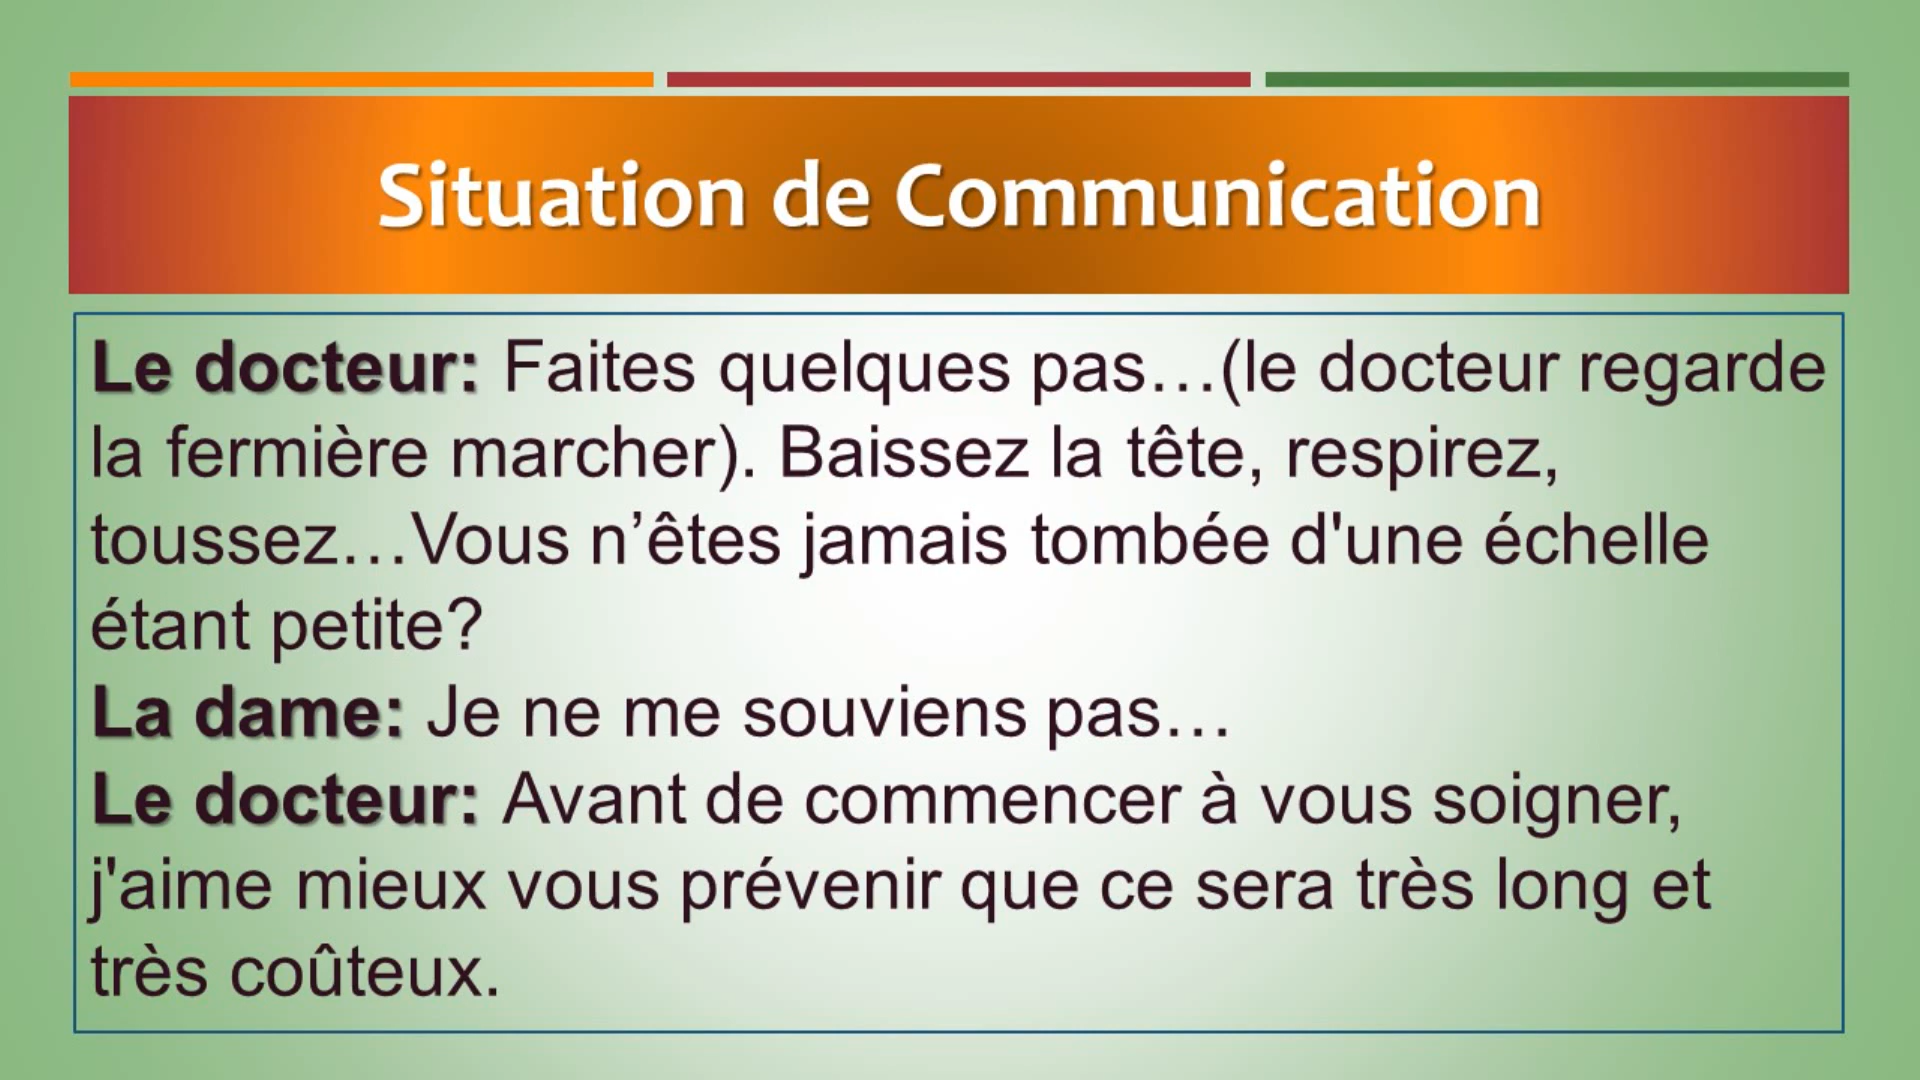 Situation de Communication
Le docteur: Faites quelques pas…(le docteur regarde
la fermière marcher). Baissez la tête, respirez,
toussez…Vous n’êtes jamais tombée d'une échelle
étant petite?
La dame: Je ne me souviens pas…
Le docteur: Avant de commencer à vous soigner,
j'aime mieux vous prévenir que ce sera très long et
très coûteux.